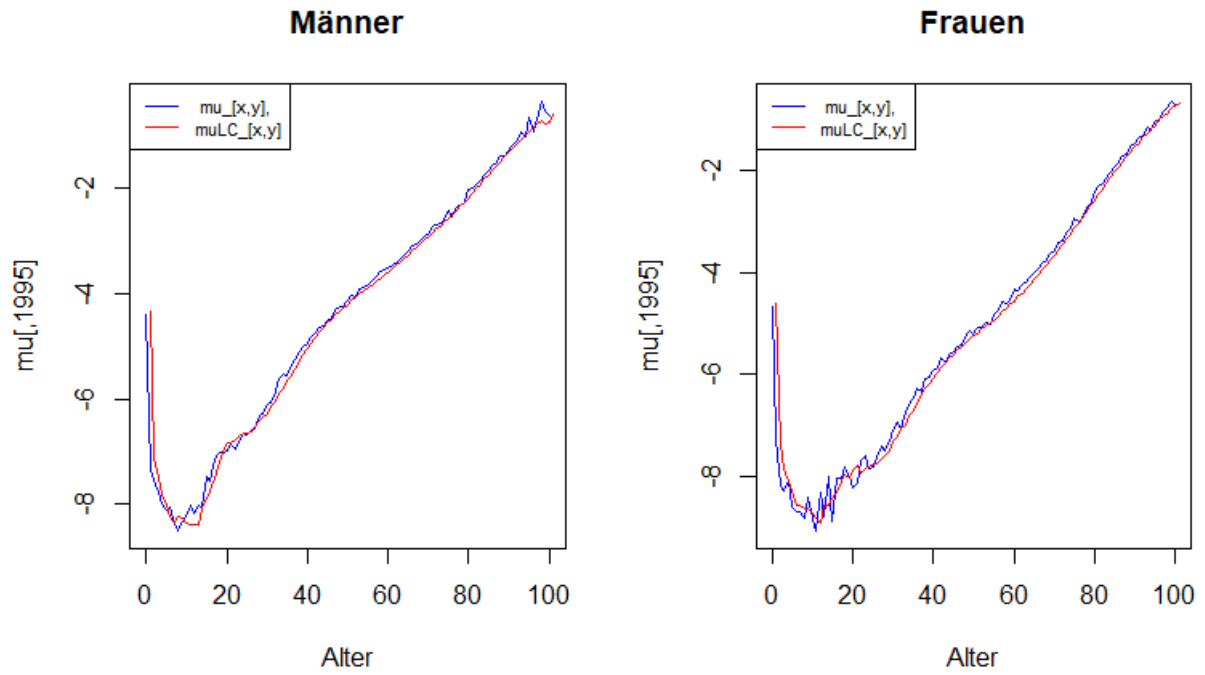 Männer
mu_[x,y],
muLC_[x,y]
mu[,1995]
-2
-4
-6
-8
0 20 40 60 80 100
Alter
Frauen
mu_[x,y],
muLC_[x,y]
mu[,1995]
-2
-4
-6
-8
0 20 40 60 80 100
Alter